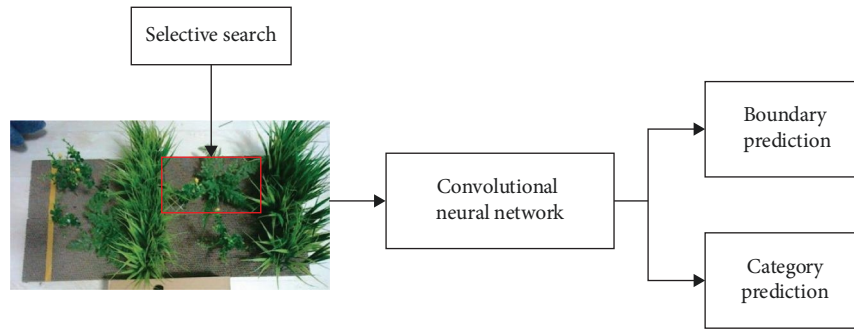 Selective search
Convolutional
neural network
Boundary
prediction
Category
prediction